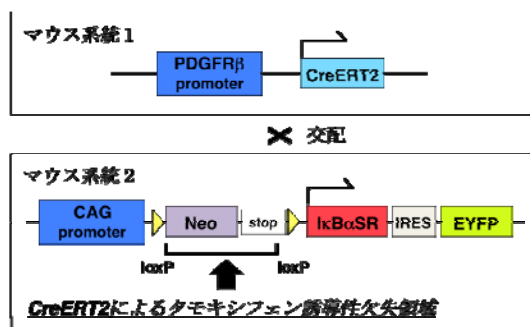 マウス系統1
PDGFRβ
promoter
CreERT2
× 交配
マウス系統2
CAG
promoter
Neo
stop
IκBαSR
IRES
EYFP
loxP
loxP
CreERT2によるタモキシフェン誘導性欠失領域